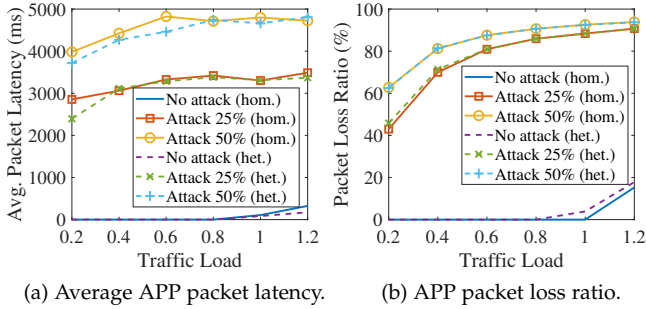 5000
4000
3000
2000
1000
0
Avg. Packet Latency (ms)
No attack (hom.)
Attack 25% (hom.)
Attack 50% (hom.)
No attack (het.)
Attack 25% (het.)
Attack 50% (het.)
0.2 0.4 0.6 0.8 1 1.2
Traffic Load
(a) Average APP packet latency.
100
80
60
40
20
0
Packet Loss Ratio (%)
No attack (hom.)
Attack 25% (hom.)
Attack 50% (hom.)
No attack (het.)
Attack 25% (het.)
Attack 50% (het.)
0.2 0.4 0.6 0.8 1 1.2
Traffic Load
(b) APP packet loss ratio.